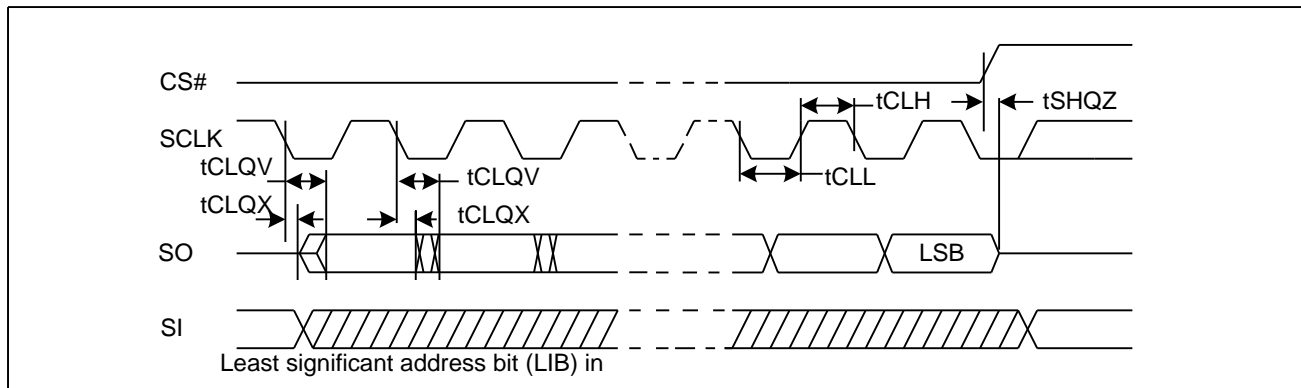 CS#
tCLH
tSHQZ
SCLK
tCLQV
tCLQV
tCLL
tCLQX
tCLQX
SO
LSB
SI
Least significant address bit (LIB) in